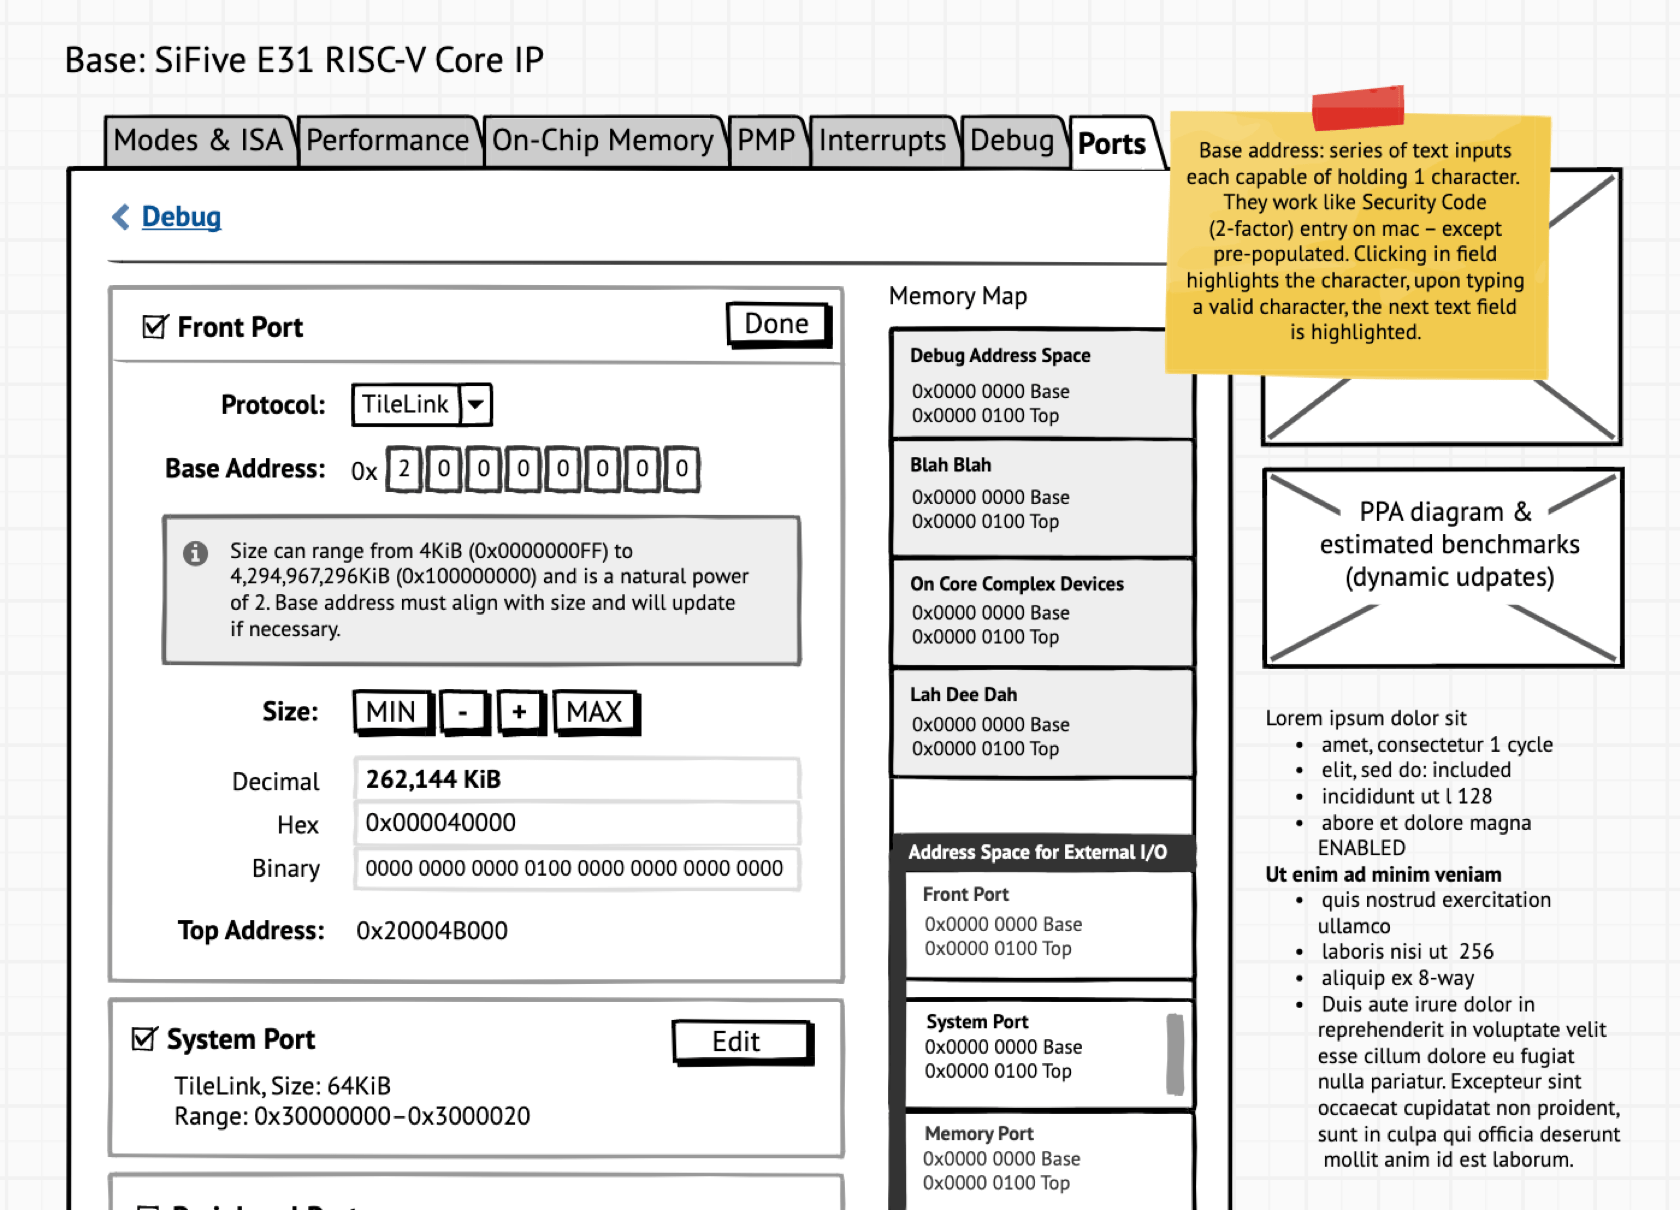 Base: SiFive E31 RISC-V Core IP
Modes & ISA
Performance
On-Chip Memory
PMP
Interrupts
Debug
Ports
Base address: series of text inputs
each capable of holding 1 character.
They work like Security Code
(2-factor) entry on mac – except
pre-populated. Clicking in field
highlights the character, upon typing
a valid character, the next text field
is highlighted.
Debug
Front Port
Done
Protocol: TileLink
Base Address: 0x 2 0 0 0 0 0 0 0
Size can range from 4KiB (0x0000000FF) to
4,294,967,296KiB (0x100000000) and is a natural power
of 2. Base address must align with size and will update
if necessary.
Size: MIN - + MAX
Decimal 262,144 KiB
Hex 0x000040000
Binary 0000 0000 0000 0100 0000 0000 0000 0000
Top Address: 0x20004B000
System Port
Edit
TileLink, Size: 64KiB
Range: 0x30000000–0x3000020
Memory Map
Debug Address Space
0x0000 0000 Base
0x0000 0100 Top
Blah Blah
0x0000 0000 Base
0x0000 0100 Top
On Core Complex Devices
0x0000 0000 Base
0x0000 0100 Top
Lah Dee Dah
0x0000 0000 Base
0x0000 0100 Top
Address Space for External I/O
Front Port
0x0000 0000 Base
0x0000 0100 Top
System Port
0x0000 0000 Base
0x0000 0100 Top
Memory Port
0x0000 0000 Base
0x0000 0100 Top
PPA diagram &
estimated benchmarks
(dynamic udpates)
Lorem ipsum dolor sit
• amet, consectetur 1 cycle
• elit, sed do: included
• incididunt ut l 128
• abore et dolore magna
ENABLED
Ut enim ad minim veniam
• quis nostrud exercitation
ullamco
• laboris nisi ut 256
• aliquip ex 8-way
• Duis aute irure dolor in
reprehenderit in voluptate velit
esse cillum dolore eu fugiat
nulla pariatur. Excepteur sint
occaecat cupidatat non proident,
sunt in culpa qui officia deserunt
mollit anim id est laborum.